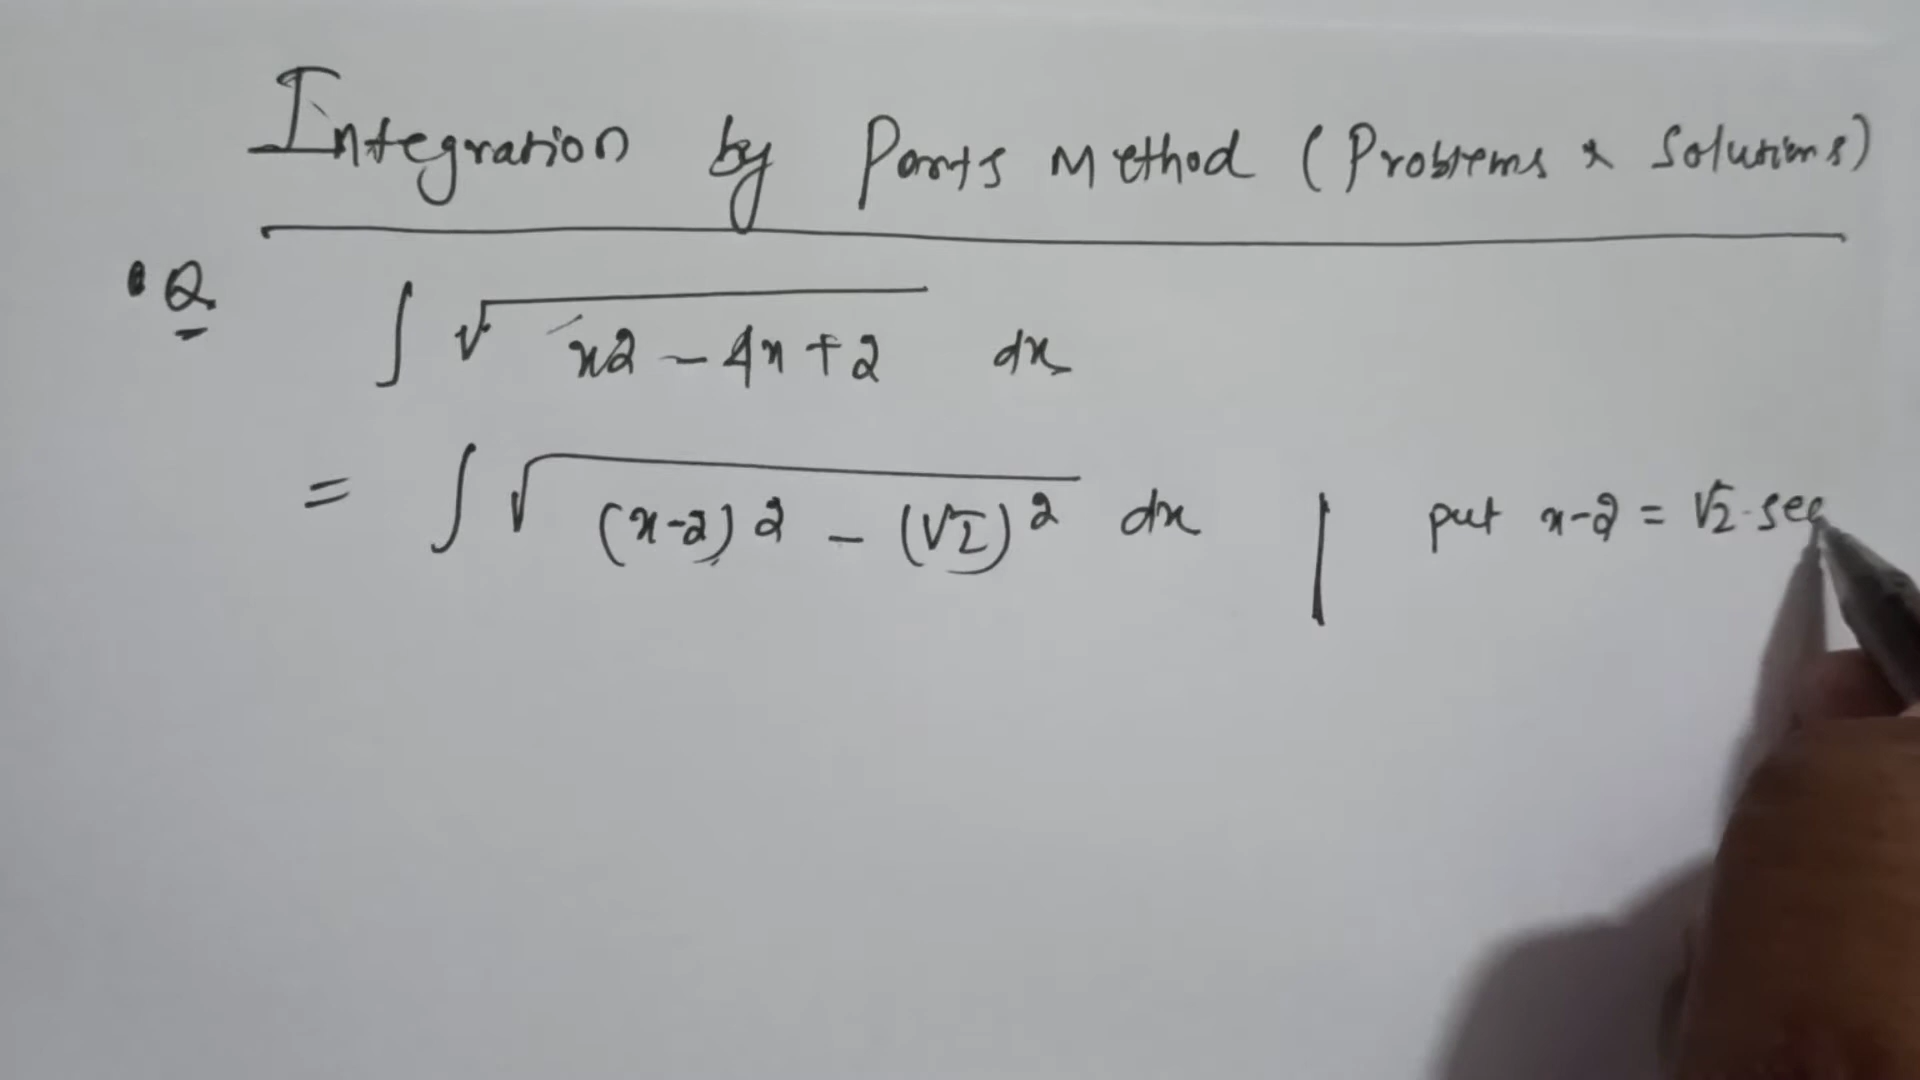 Integration by Parts Method (Problems & Solutions)
Q ∫ √(x2 - 4x + 2) dx
= ∫ √((x-2)2 - (√2)2) dx | put x-2 = √2·sec